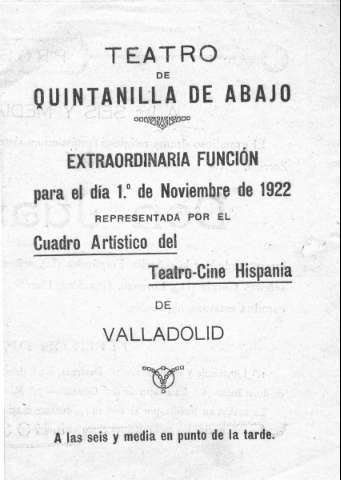 TEATRO
DE
QUINTANILLA DE ABAJO
EXTRAORDINARIA FUNCIÓN
para el día 1.º de Noviembre de 1922
REPRESENTADA POR EL
Cuadro Artístico del
Teatro-Cine Hispania
DE
VALLADOLID
A las seis y media en punto de la tarde.